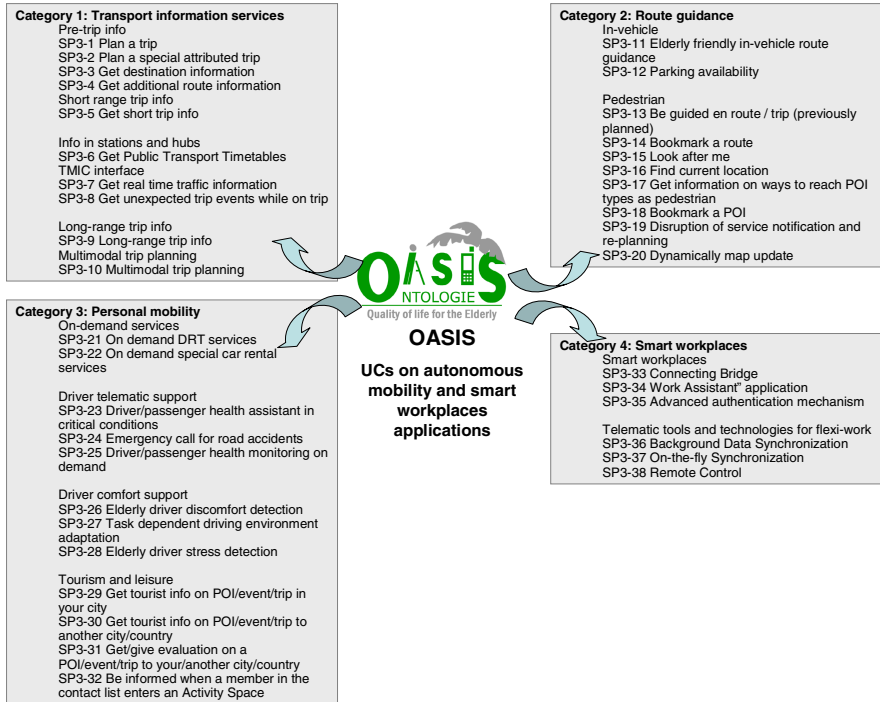 Category 1: Transport information services
Pre-trip info
SP3-1 Plan a trip
SP3-2 Plan a special attributed trip
SP3-3 Get destination information
SP3-4 Get additional route information
Short range trip info
SP3-5 Get short trip info
Info in stations and hubs
SP3-6 Get Public Transport Timetables
TMIC interface
SP3-7 Get real time traffic information
SP3-8 Get unexpected trip events while on trip
Long-range trip info
SP3-9 Long-range trip info
Multimodal trip planning
SP3-10 Multimodal trip planning
Category 2: Route guidance
In-vehicle
SP3-11 Elderly friendly in-vehicle route
guidance
SP3-12 Parking availability
Pedestrian
SP3-13 Be guided en route / trip (previously
planned)
SP3-14 Bookmark a route
SP3-15 Look after me
SP3-16 Find current location
SP3-17 Get information on ways to reach POI
types as pedestrian
SP3-18 Bookmark a POI
SP3-19 Disruption of service notification and
re-planning
SP3-20 Dynamically map update
OASIS
NTOLOGIE
Quality of life for the Elderly
OASIS
UCs on autonomous
mobility and smart
workplaces
applications
Category 3: Personal mobility
On-demand services
SP3-21 On demand DRT services
SP3-22 On demand special car rental
services
Driver telematic support
SP3-23 Driver/passenger health assistant in
critical conditions
SP3-24 Emergency call for road accidents
SP3-25 Driver/passenger health monitoring on
demand
Driver comfort support
SP3-26 Elderly driver discomfort detection
SP3-27 Task dependent driving environment
adaptation
SP3-28 Elderly driver stress detection
Tourism and leisure
SP3-29 Get tourist info on POI/event/trip in
your city
SP3-30 Get tourist info on POI/event/trip to
another city/country
SP3-31 Get/give evaluation on a
POI/event/trip to your/another city/country
SP3-32 Be informed when a member in the
contact list enters an Activity Space
Category 4: Smart workplaces
Smart workplaces
SP3-33 Connecting Bridge
SP3-34 Work Assistant” application
SP3-35 Advanced authentication mechanism
Telematic tools and technologies for flexi-work
SP3-36 Background Data Synchronization
SP3-37 On-the-fly Synchronization
SP3-38 Remote Control